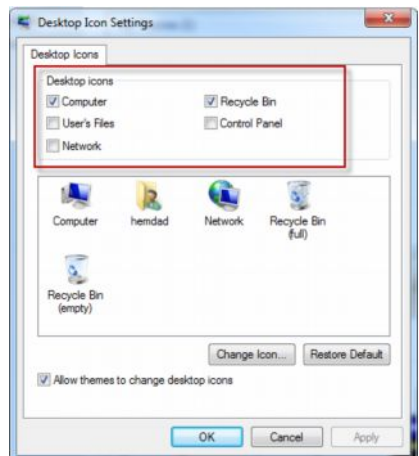 Desktop Icon Settings
Desktop Icons
Desktop icons
Computer
Recycle Bin
User's Files
Control Panel
Network
Computer
hemdad
Network
Recycle Bin
(full)
Recycle Bin
(empty)
Change Icon...
Restore Default
Allow themes to change desktop icons
OK
Cancel
Apply